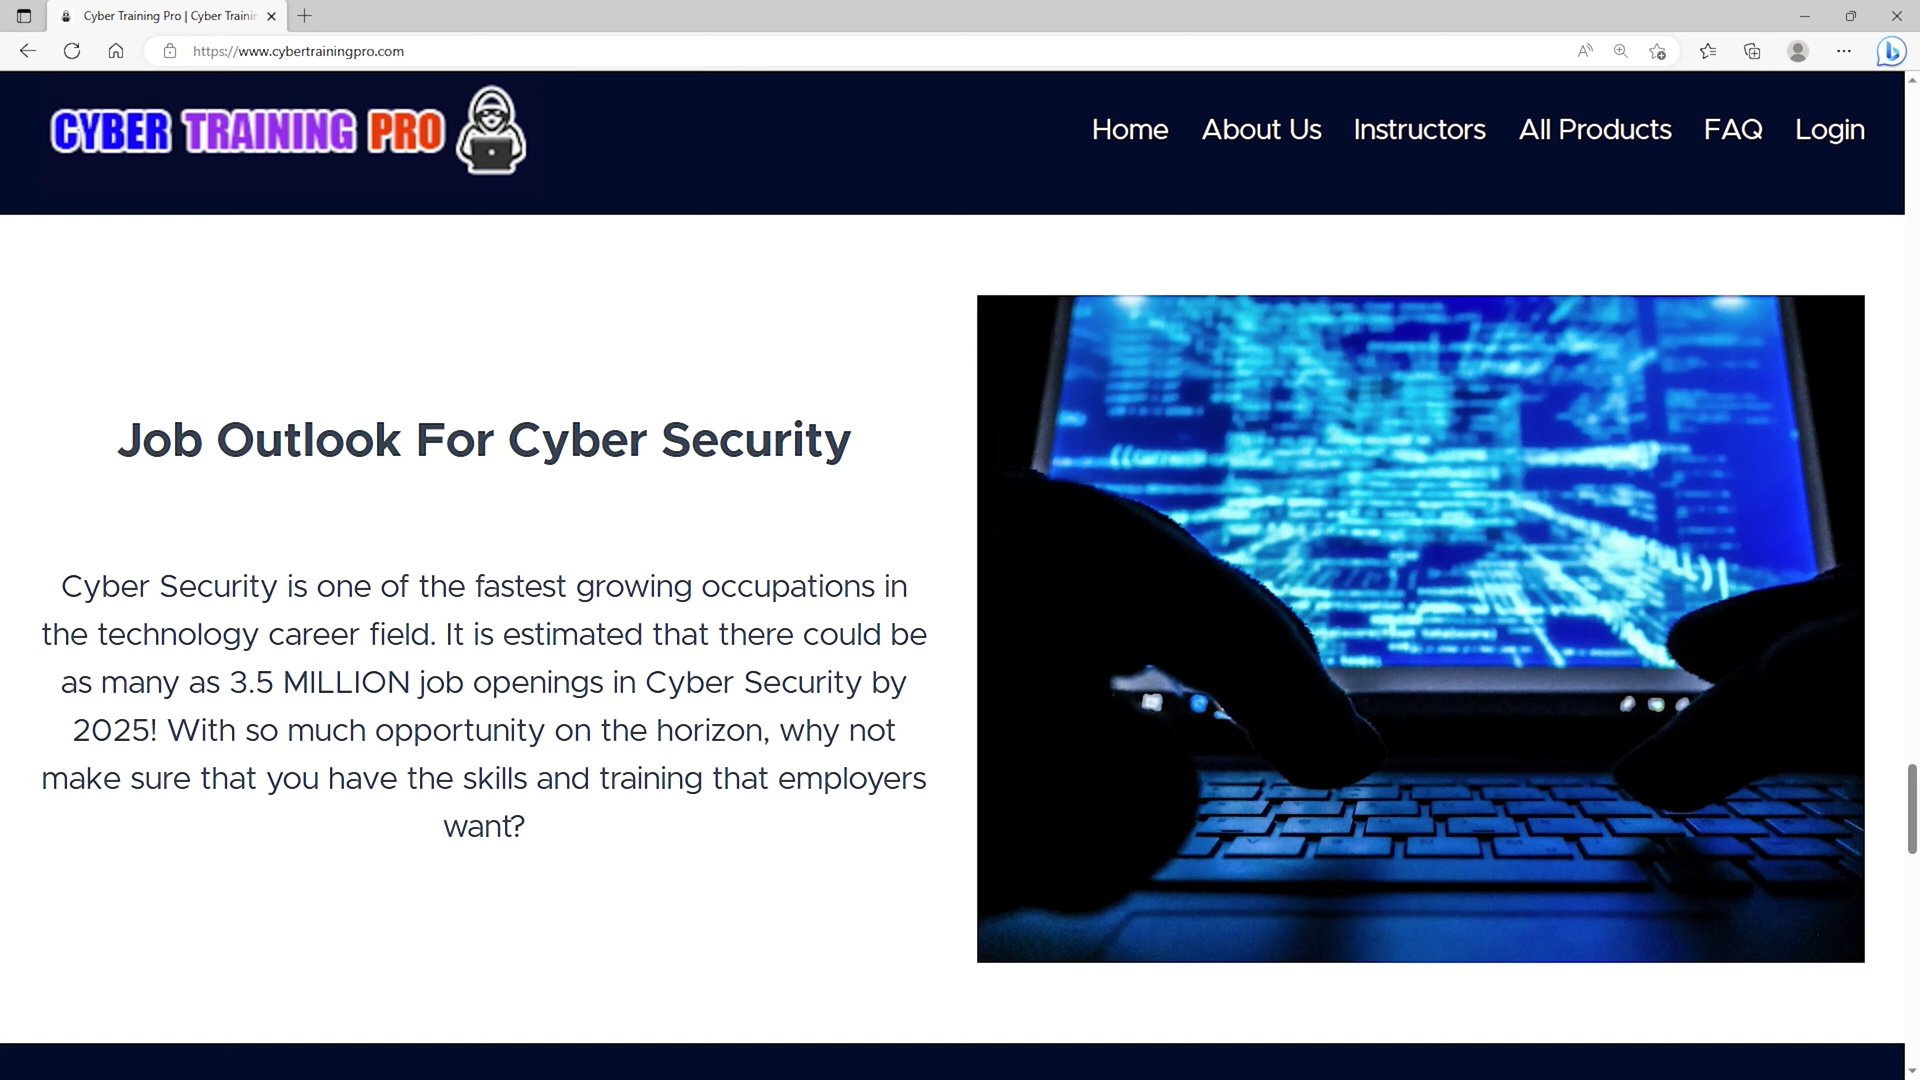 Cyber Training Pro | Cyber Trainin
https://www.cybertrainingpro.com
CYBER TRAINING PRO
Home About Us Instructors All Products FAQ Login
Job Outlook For Cyber Security
Cyber Security is one of the fastest growing occupations in
the technology career field. It is estimated that there could be
as many as 3.5 MILLION job openings in Cyber Security by
2025! With so much opportunity on the horizon, why not
make sure that you have the skills and training that employers
want?